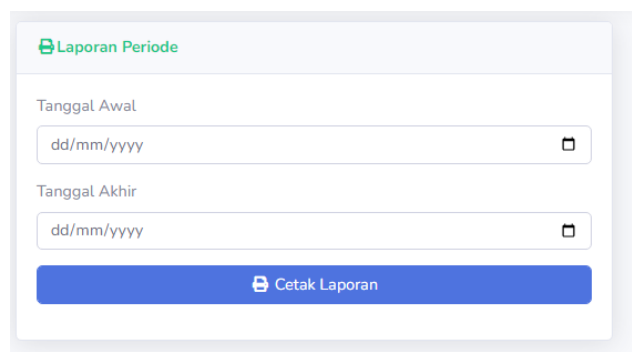 Laporan Periode
Tanggal Awal
dd/mm/yyyy
Tanggal Akhir
dd/mm/yyyy
Cetak Laporan